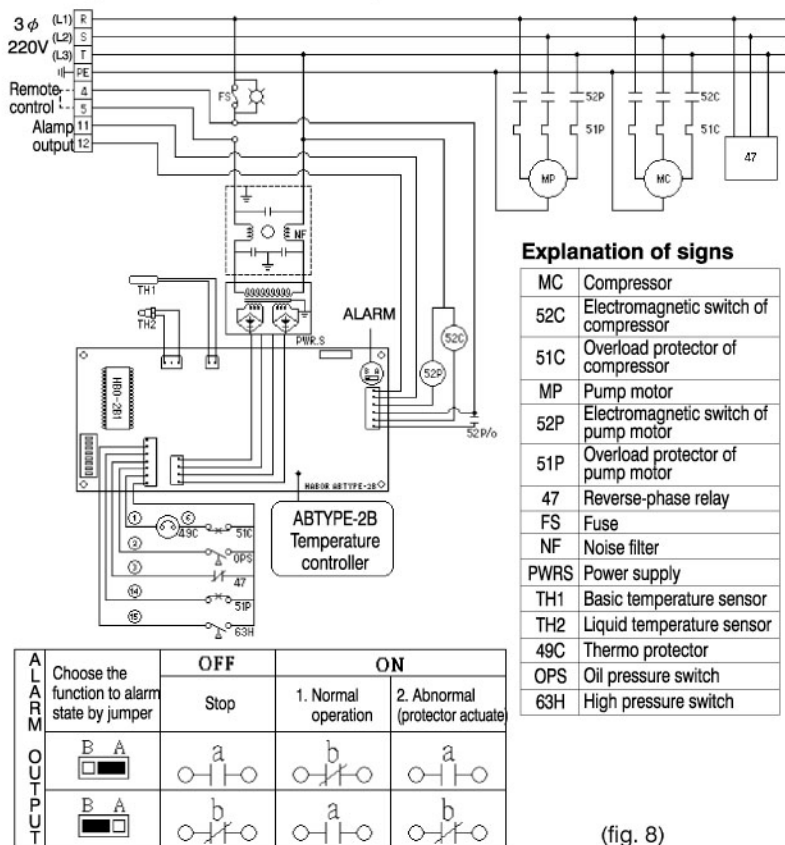 3 φ
220V
(L1) R
(L2) S
(L3) T
PE
Remote control
4
5
Alamp output
11
12
FS
NF
TH1
TH2
PWR.S
ALARM
B A
HBO-2B1
HABOR ABTYPE-2B
52P
52C
52P/o
ABTYPE-2B
Temperature
controller
① ⑥
49C 51C
②
OPS
③
47
⑭
51P
⑮
63H
52P
51P
MP
52C
51C
MC
47
Explanation of signs
MC Compressor
52C Electromagnetic switch of
compressor
51C Overload protector of
compressor
MP Pump motor
52P Electromagnetic switch of
pump motor
51P Overload protector of
pump motor
47 Reverse-phase relay
FS Fuse
NF Noise filter
PWRS Power supply
TH1 Basic temperature sensor
TH2 Liquid temperature sensor
49C Thermo protector
OPS Oil pressure switch
63H High pressure switch
ALARM OUTPUT
Choose the
function to alarm
state by jumper
OFF ON
Stop
1. Normal
operation
2. Abnormal
(protector actuate)
B A
a b a
B A
b a b
(fig. 8)